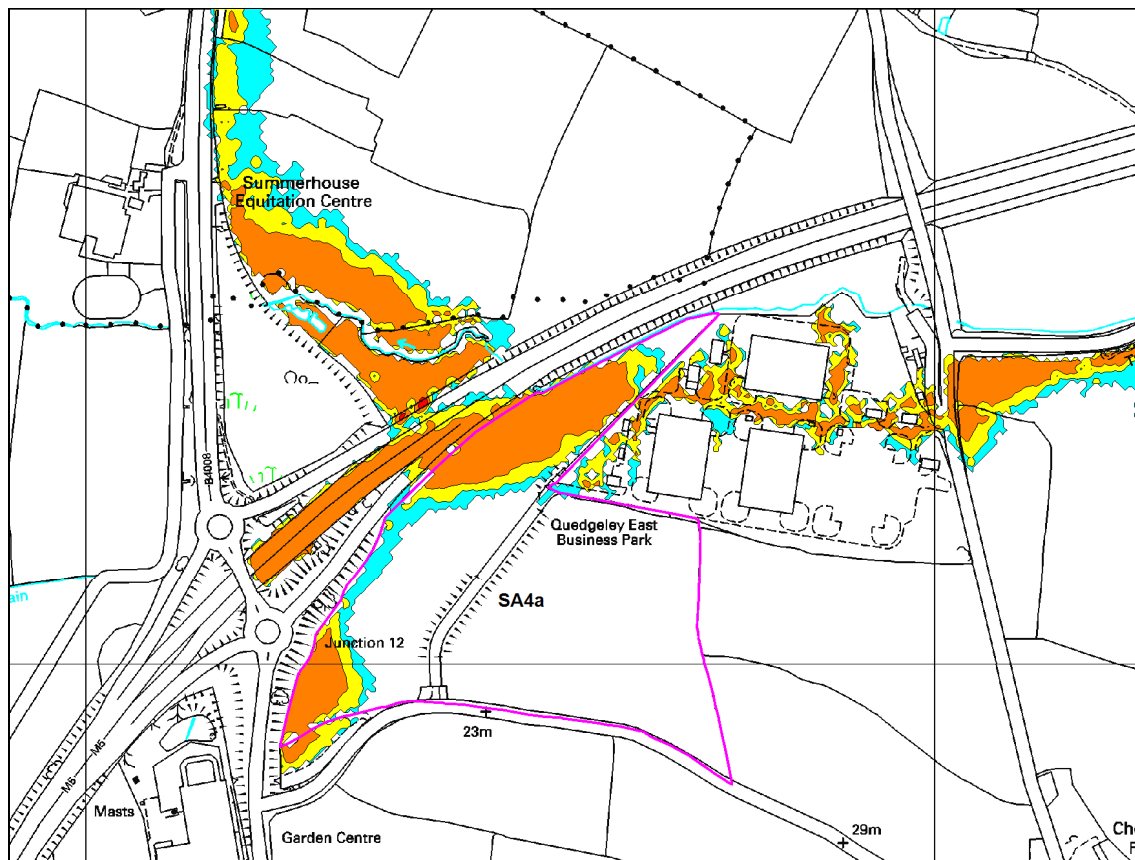 Summerhouse
Equitation Centre
B4008
Quedgeley East
Business Park
ain
SA4a
Junction 12
23m
M5
M5
Masts
Garden Centre
29m
Ch
F